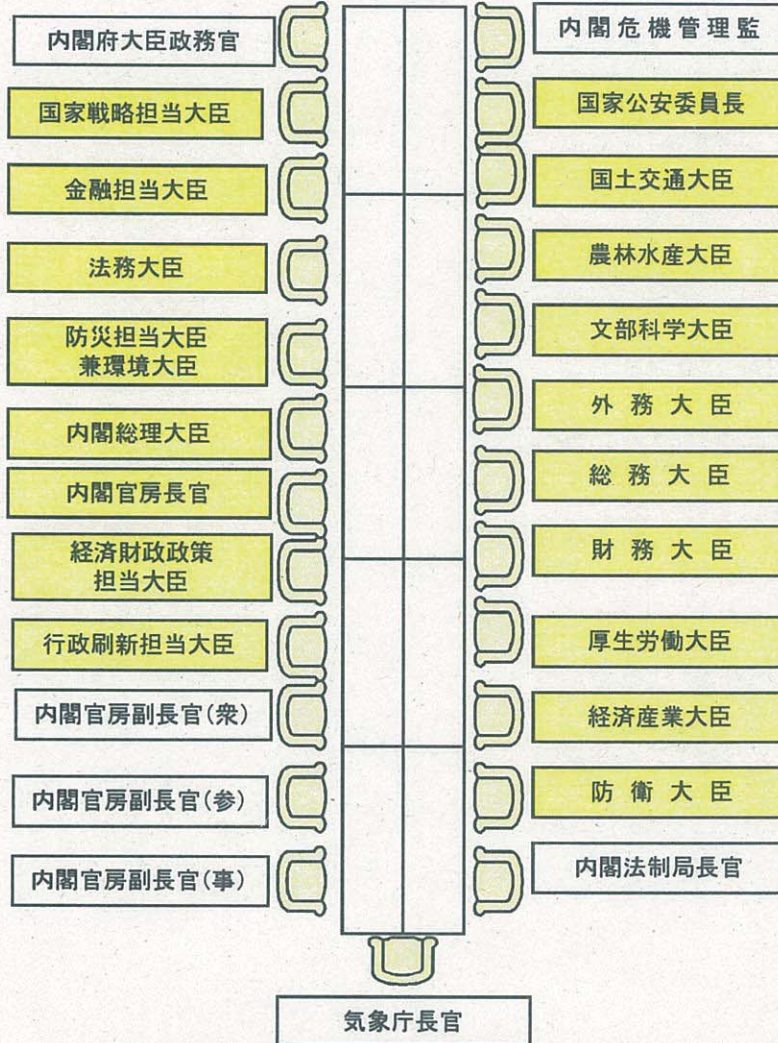 内閣府大臣政務官
国家戦略担当大臣
金融担当大臣
法務大臣
防災担当大臣
兼環境大臣
内閣総理大臣
内閣官房長官
経済財政政策
担当大臣
行政刷新担当大臣
内閣官房副長官(衆)
内閣官房副長官(参)
内閣官房副長官(事)
内閣危機管理監
国家公安委員長
国土交通大臣
農林水産大臣
文部科学大臣
外務大臣
総務大臣
財務大臣
厚生労働大臣
経済産業大臣
防衛大臣
内閣法制局長官
気象庁長官